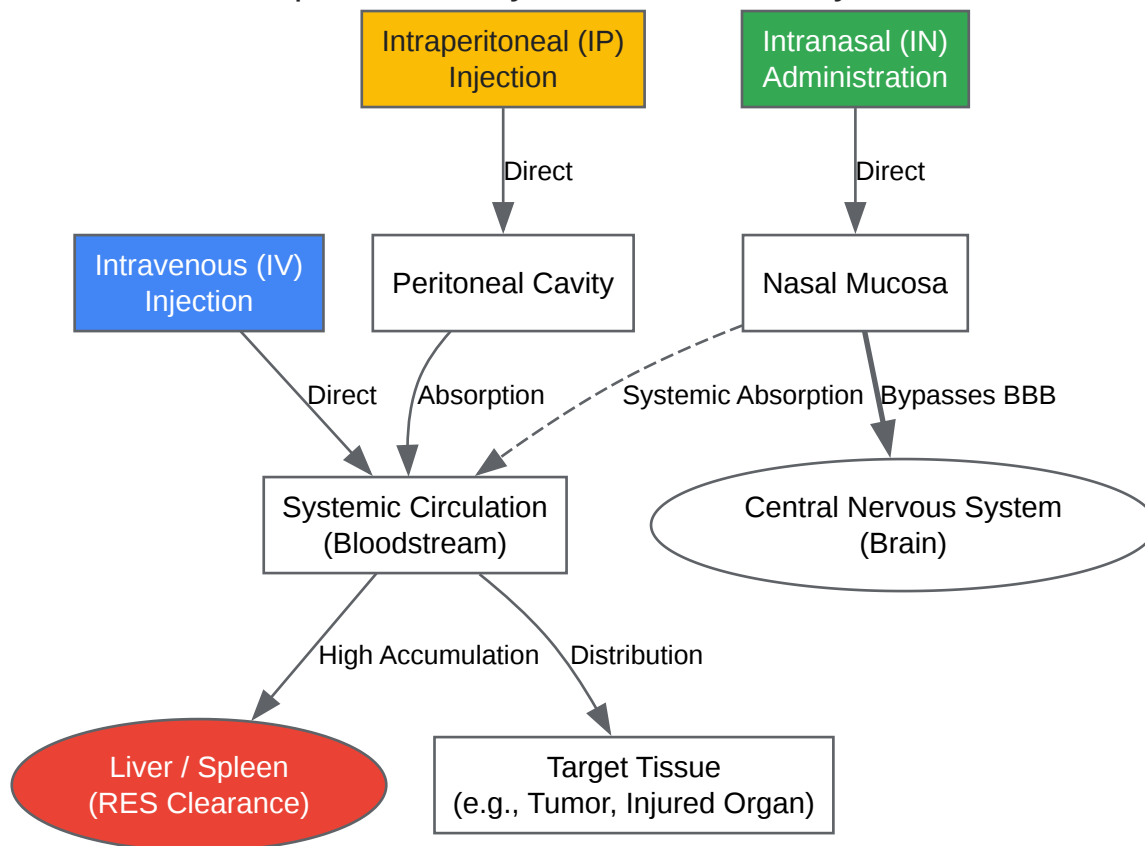 Intraperitoneal (IP)
Injection
Intranasal (IN)
Administration
Direct
Direct
Intravenous (IV)
Injection
Peritoneal Cavity
Nasal Mucosa
Direct
Absorption
Systemic Absorption
Bypasses BBB
Systemic Circulation
(Bloodstream)
Central Nervous System
(Brain)
High Accumulation
Distribution
Liver / Spleen
(RES Clearance)
Target Tissue
(e.g., Tumor, Injured Organ)